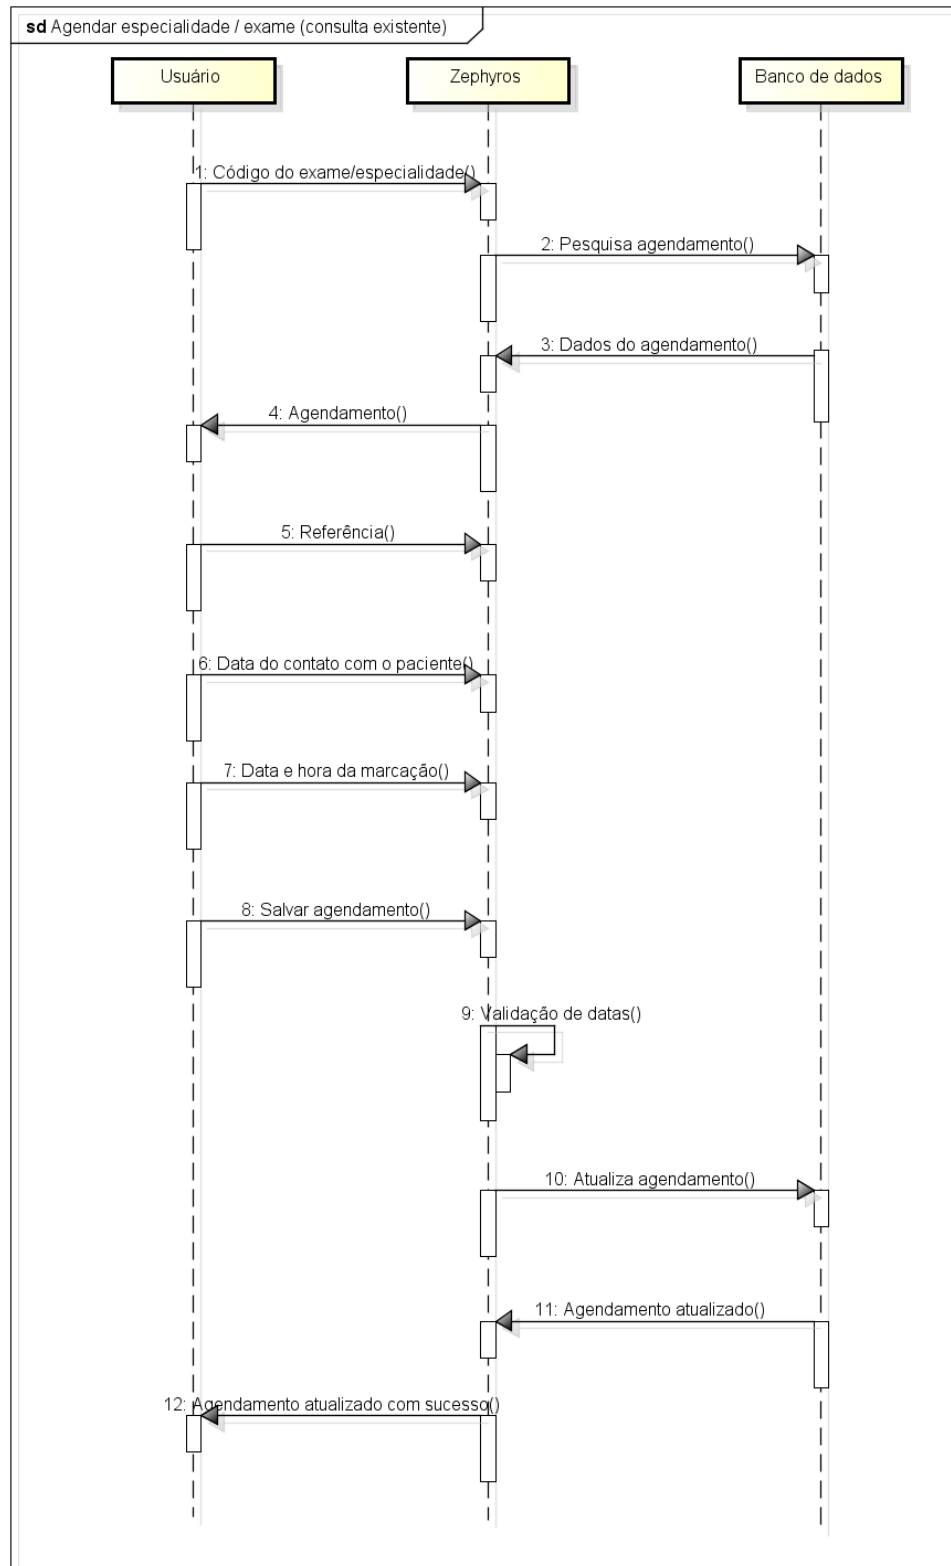 sd Agendar especialidade / exame (consulta existente)
Usuário
Zephyros
Banco de dados
1: Código do exame/especialidade()
2: Pesquisa agendamento()
3: Dados do agendamento()
4: Agendamento()
5: Referência()
6: Data do contato com o paciente()
7: Data e hora da marcação()
8: Salvar agendamento()
9: Validação de datas()
10: Atualiza agendamento()
11: Agendamento atualizado()
12: Agendamento atualizado com sucesso()